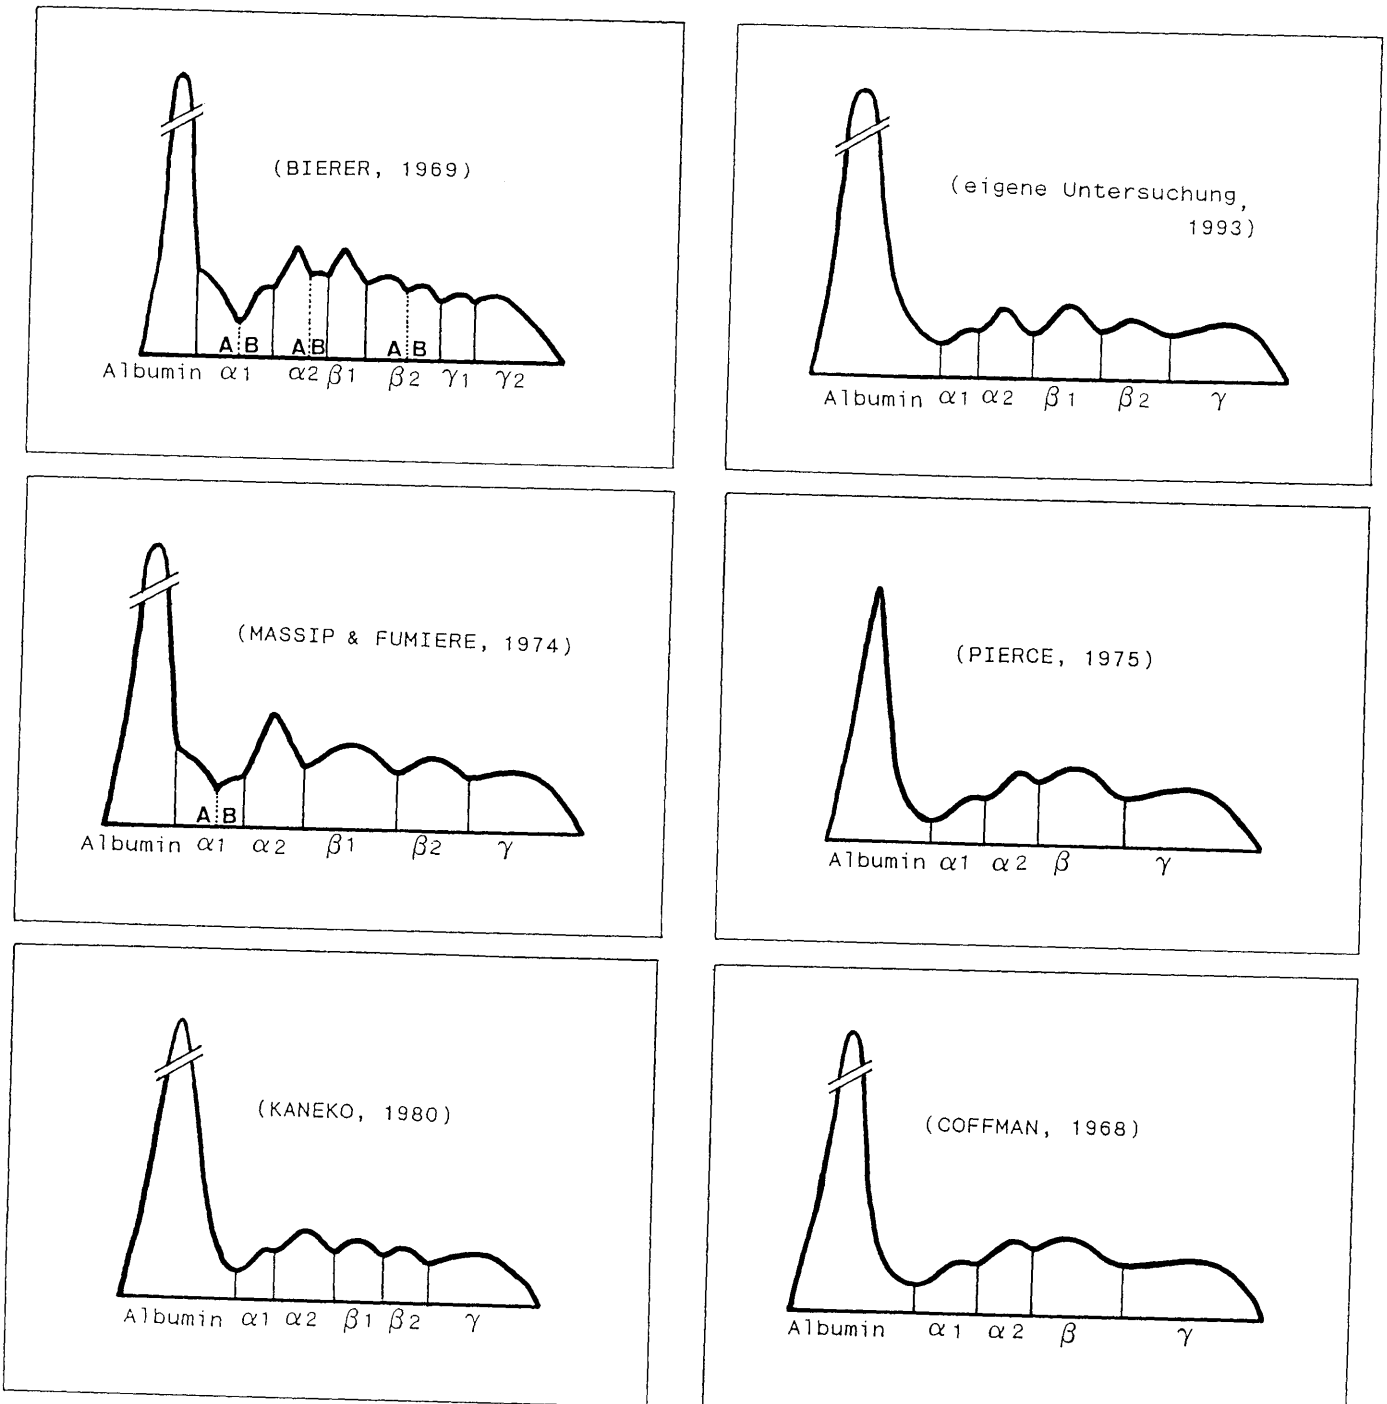 (BIERER, 1969)
A B A B A B
Albumin α1 α2 β1 β2 γ1 γ2
(eigene Untersuchung,
1993)
Albumin α1 α2 β1 β2 γ
(MASSIP & FUMIERE, 1974)
A B
Albumin α1 α2 β1 β2 γ
(PIERCE, 1975)
Albumin α1 α2 β γ
(KANEKO, 1980)
Albumin α1 α2 β1 β2 γ
(COFFMAN, 1968)
Albumin α1 α2 β γ